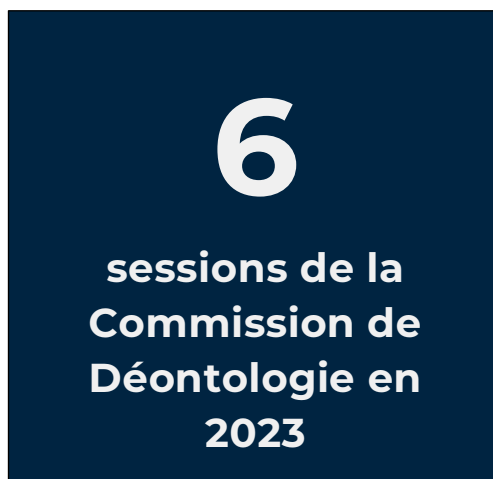 6
sessions de la
Commission de
Déontologie en
2023